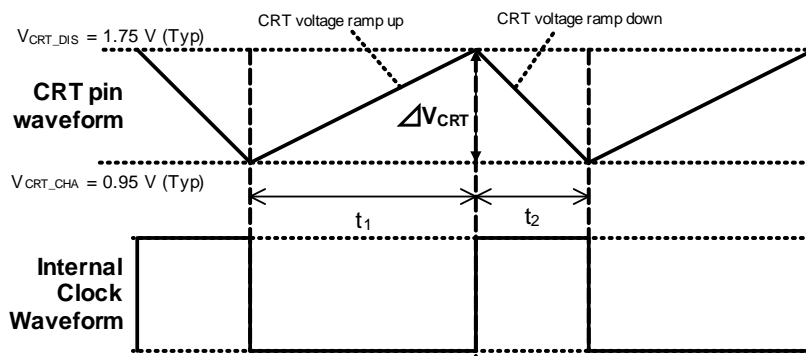 CRT voltage ramp up
CRT voltage ramp down
VCRT_DIS = 1.75 V (Typ)
CRT pin
waveform
⊿VCRT
VCRT_CHA = 0.95 V (Typ)
t1
t2
Internal
Clock
Waveform